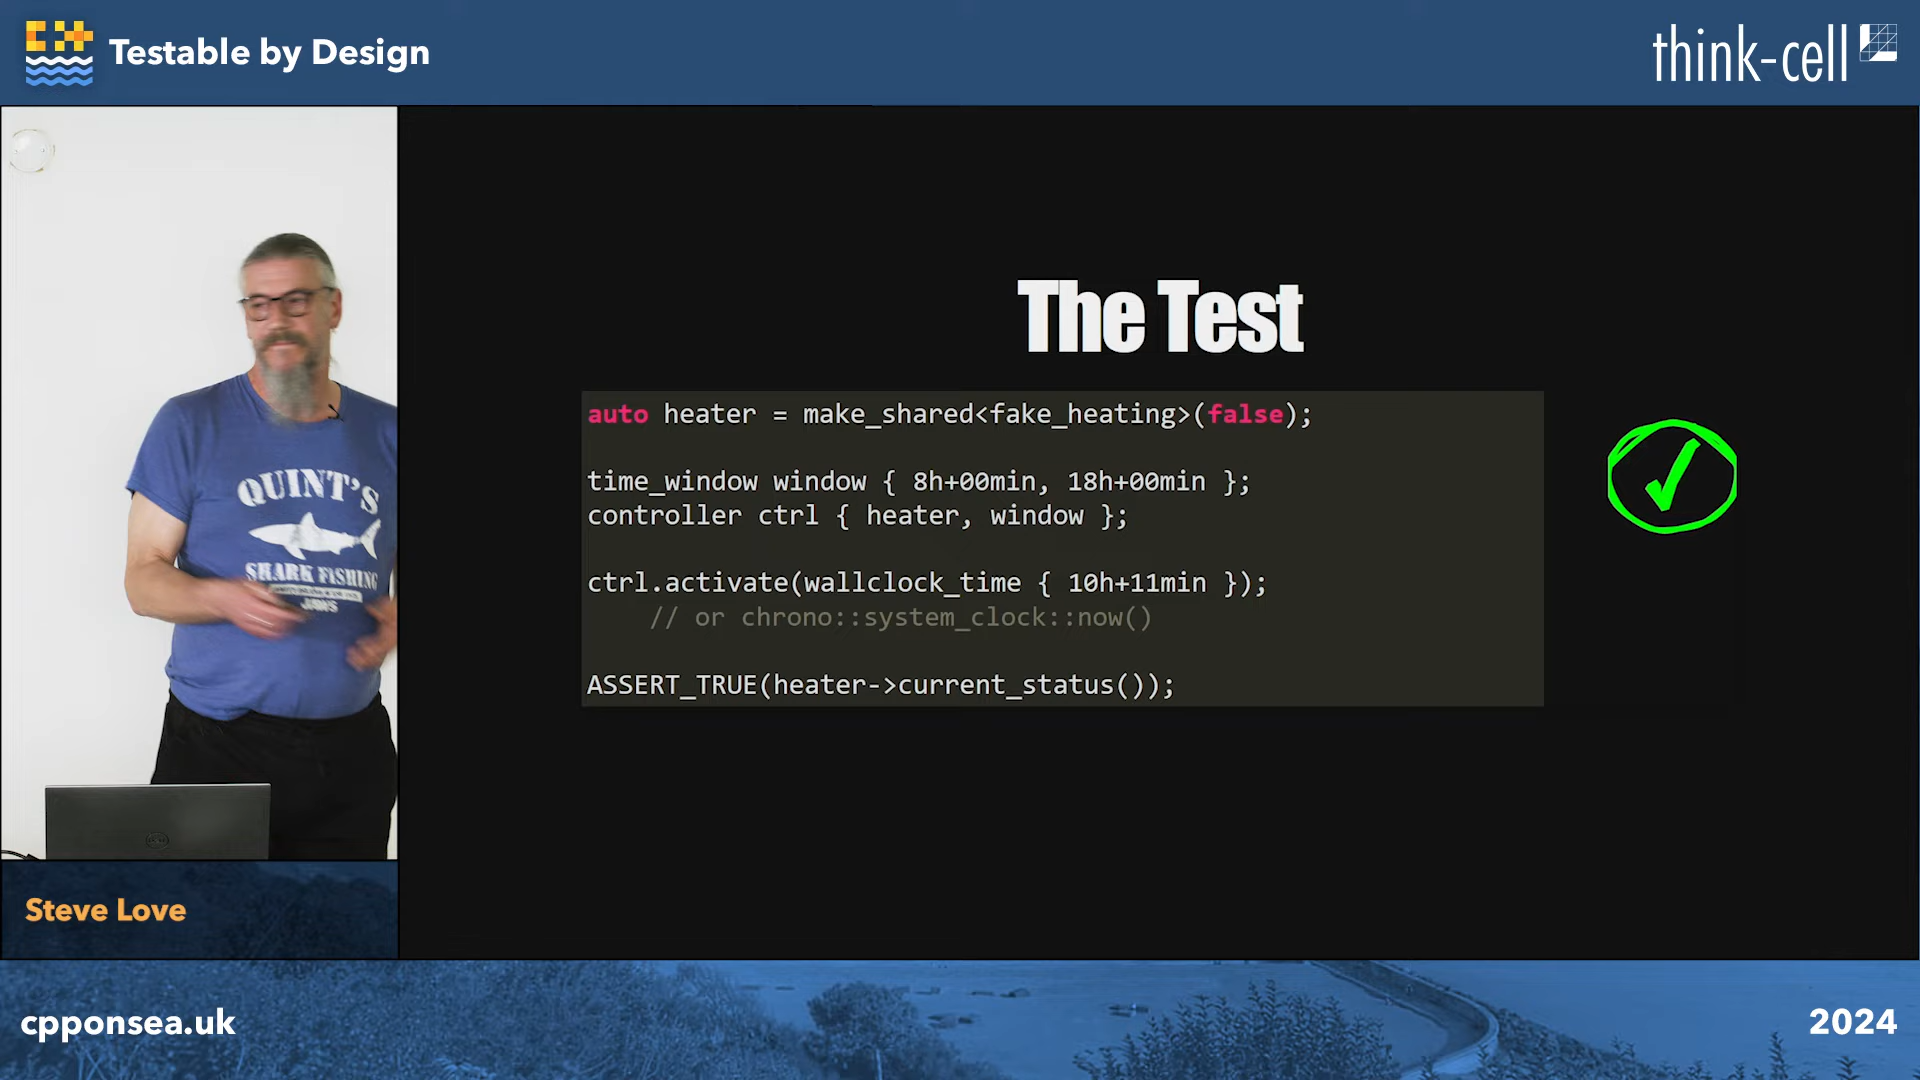 Testable by Design
think-cell
The Test
auto heater = make_shared<fake_heating>(false);
time_window window { 8h+00min, 18h+00min };
controller ctrl { heater, window };
ctrl.activate(wallclock_time { 10h+11min });
// or chrono::system_clock::now()
ASSERT_TRUE(heater->current_status());
QUINT'S
SHARK FISHING
JAWS
Steve Love
cpponsea.uk
2024